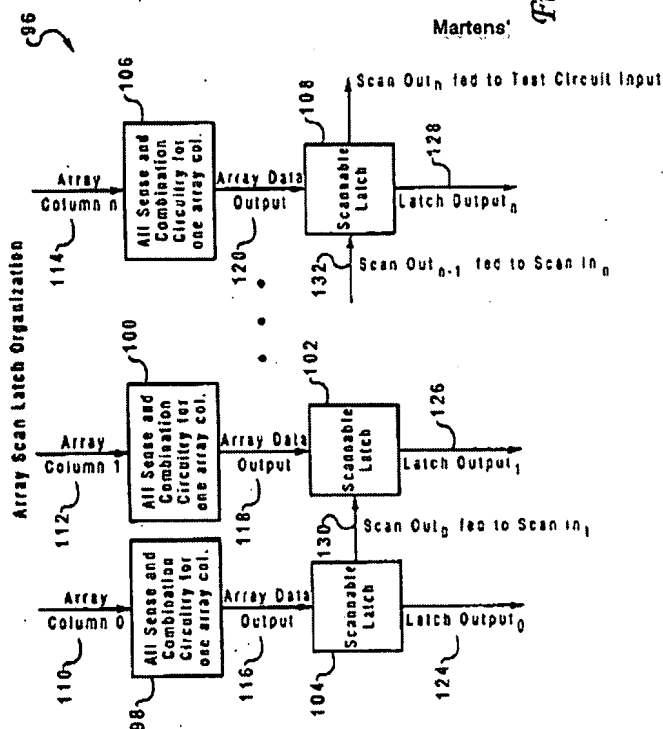 Martens'
Array Scan Latch Organization
96
Array
Column 0
110
Array
Column 1
112
Array
Column n
114
All Sense and
Combination
Circuitry for
one array col.
98
All Sense and
Combination
Circuitry for
one array col.
100
All Sense and
Combination
Circuitry for
one array col.
106
Array Data
Output
116
Array Data
Output
118
Array Data
Output
120
Scannable
Latch
104
Scannable
Latch
102
Scannable
Latch
108
130
Scan Out0 fed to Scan In1
132
Scan Outn-1 fed to Scan Inn
Scan Outn fed to Test Circuit Input
Latch Output0
124
Latch Output1
126
Latch Outputn
128